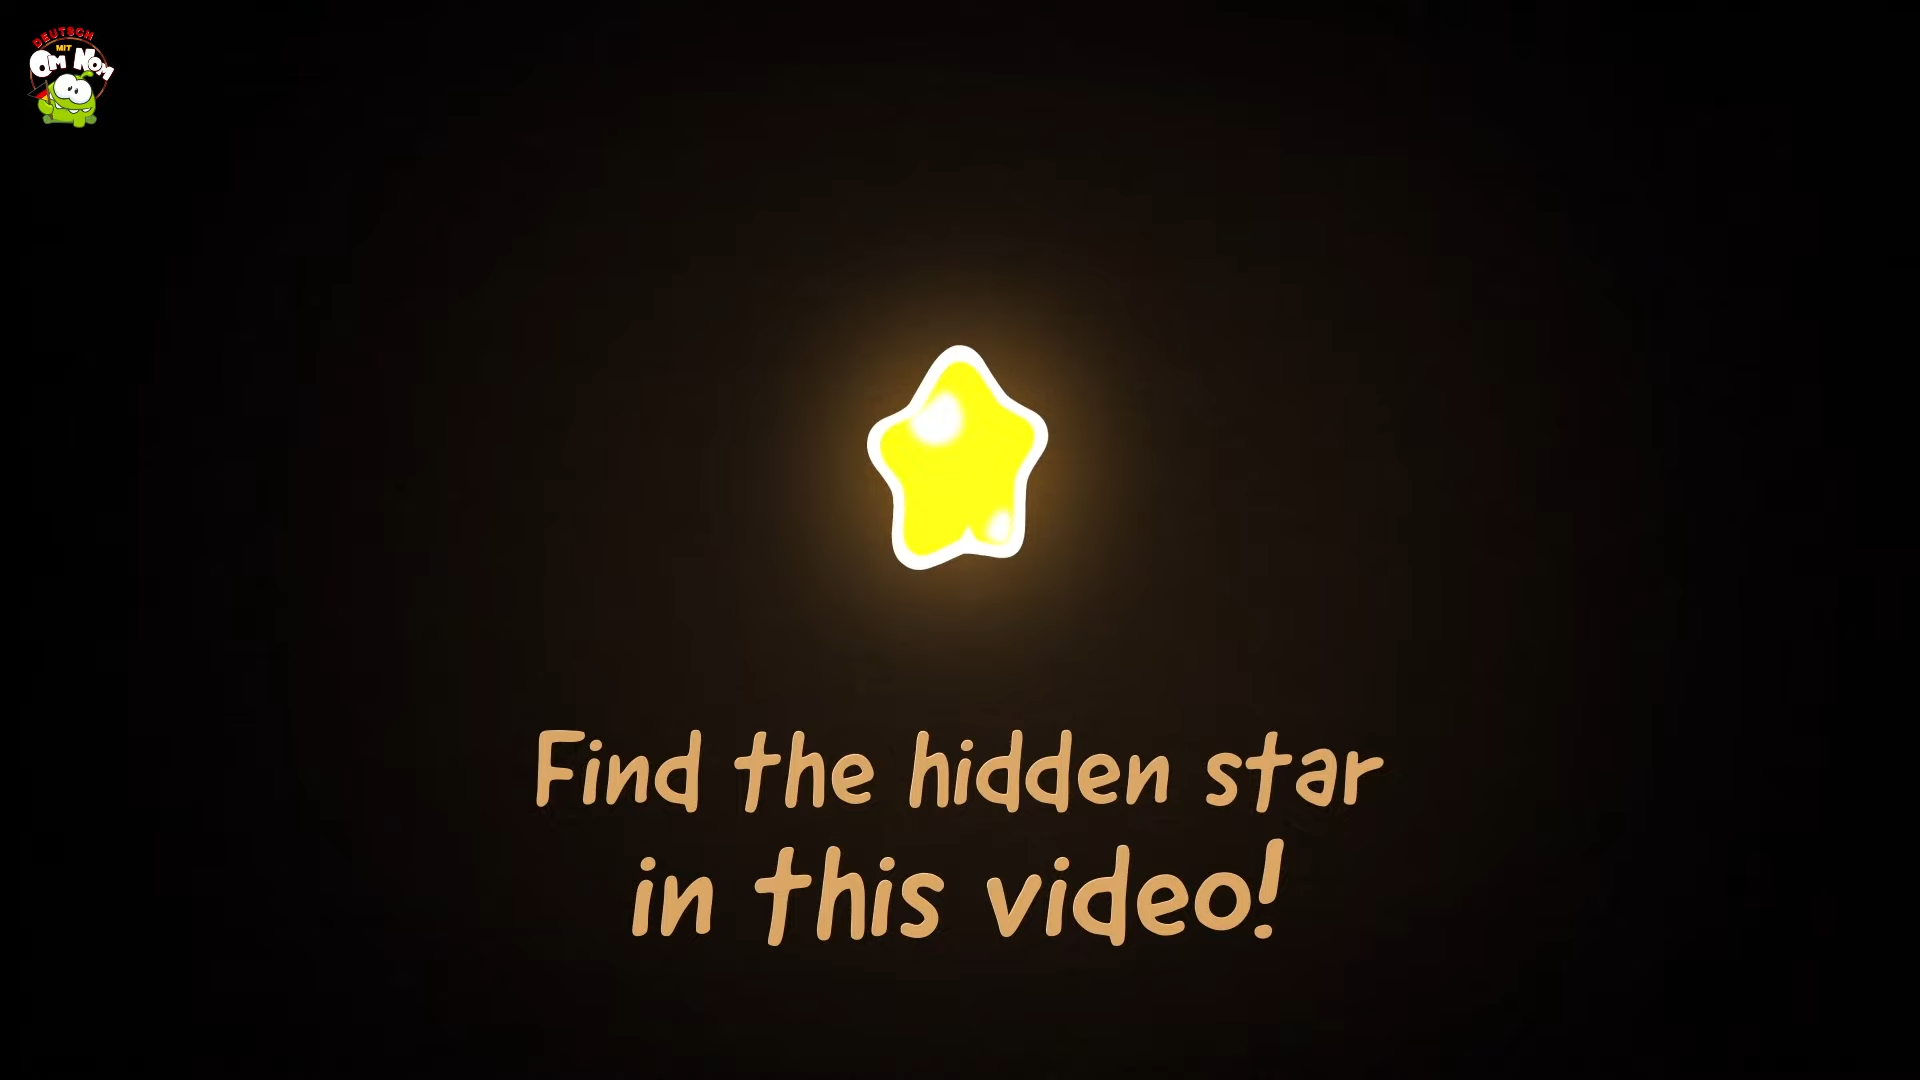 DEUTSCH
MIT
OM NOM
Find the hidden star
in this video!